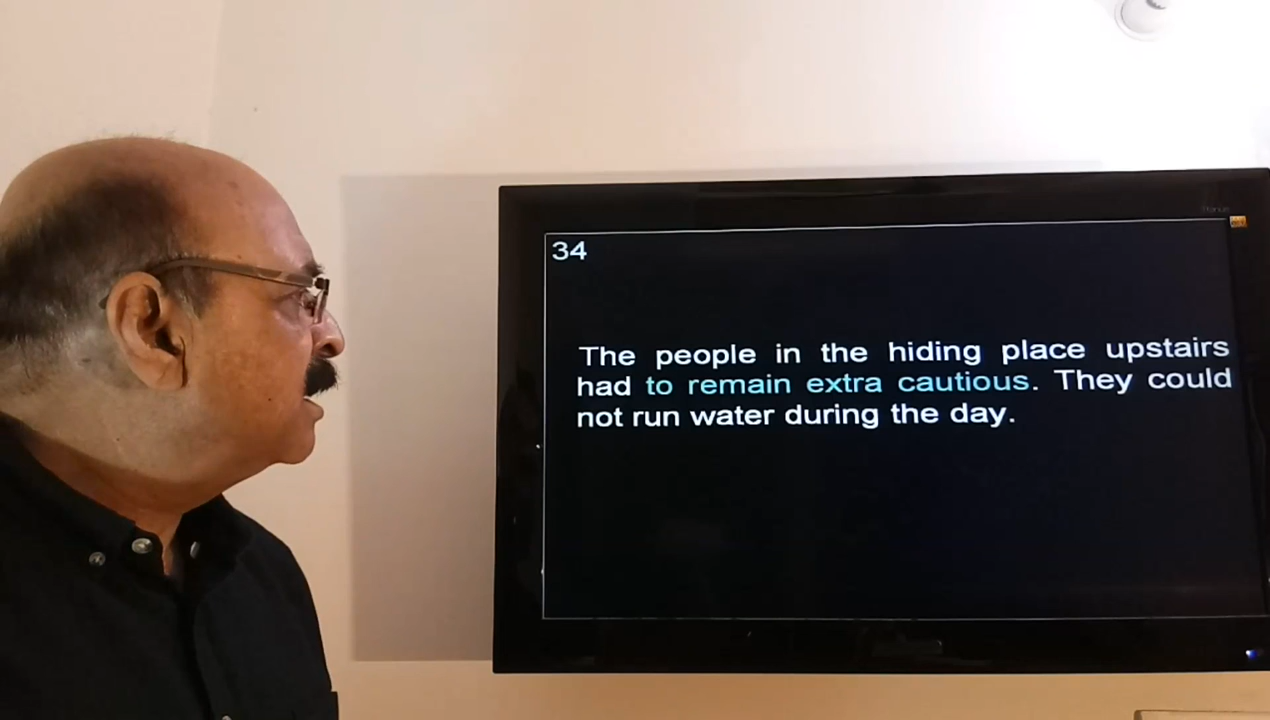 34
The people in the hiding place upstairs
had to remain extra cautious. They could
not run water during the day.